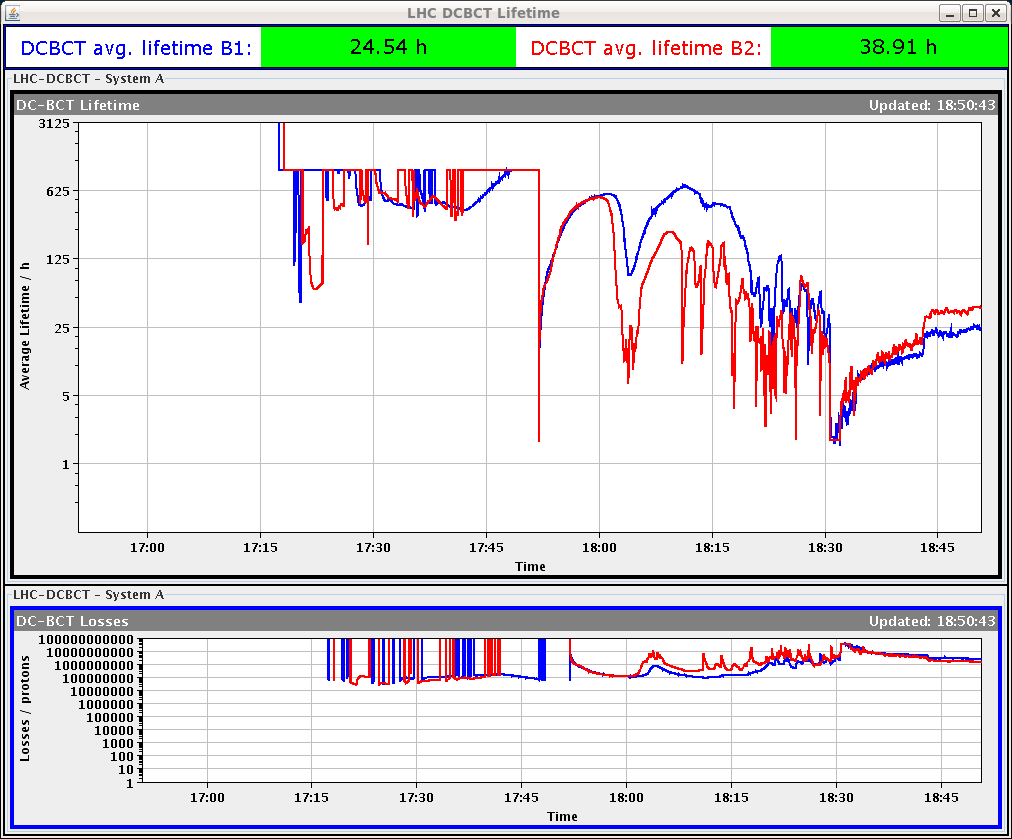 LHC DCBCT Lifetime
DCBCT avg. lifetime B1: 24.54 h DCBCT avg. lifetime B2: 38.91 h
LHC-DCBCT - System A
DC-BCT Lifetime Updated: 18:50:43
3125
625
125
25
5
1
Average Lifetime / h
17:00 17:15 17:30 17:45 18:00 18:15 18:30 18:45
Time
LHC-DCBCT - System A
DC-BCT Losses Updated: 18:50:43
100000000000
10000000000
1000000000
100000000
10000000
1000000
100000
10000
1000
100
10
1
Losses / protons
17:00 17:15 17:30 17:45 18:00 18:15 18:30 18:45
Time